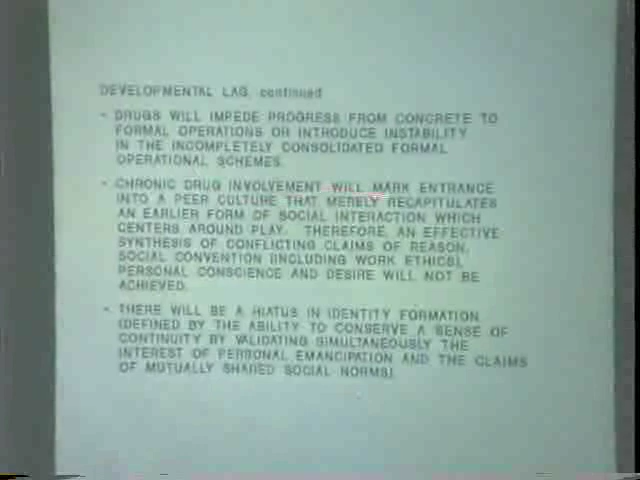 DEVELOPMENTAL LAG, continued
- DRUGS WILL IMPEDE PROGRESS FROM CONCRETE TO
FORMAL OPERATIONS OR INTRODUCE INSTABILITY
IN THE INCOMPLETELY CONSOLIDATED FORMAL
OPERATIONAL SCHEMES.
- CHRONIC DRUG INVOLVEMENT WILL MARK ENTRANCE
INTO A PEER CULTURE THAT MERELY RECAPITULATES
AN EARLIER FORM OF SOCIAL INTERACTION WHICH
CENTERS AROUND PLAY. THEREFORE, AN EFFECTIVE
SYNTHESIS OF CONFLICTING CLAIMS OF REASON,
SOCIAL CONVENTION (INCLUDING WORK ETHICS),
PERSONAL CONSCIENCE AND DESIRE WILL NOT BE
ACHIEVED.
- THERE WILL BE A HIATUS IN IDENTITY FORMATION
(DEFINED BY THE ABILITY TO CONSERVE A SENSE OF
CONTINUITY BY VALIDATING SIMULTANEOUSLY THE
INTEREST OF PERSONAL EMANCIPATION AND THE CLAIMS
OF MUTUALLY SHARED SOCIAL NORMS).